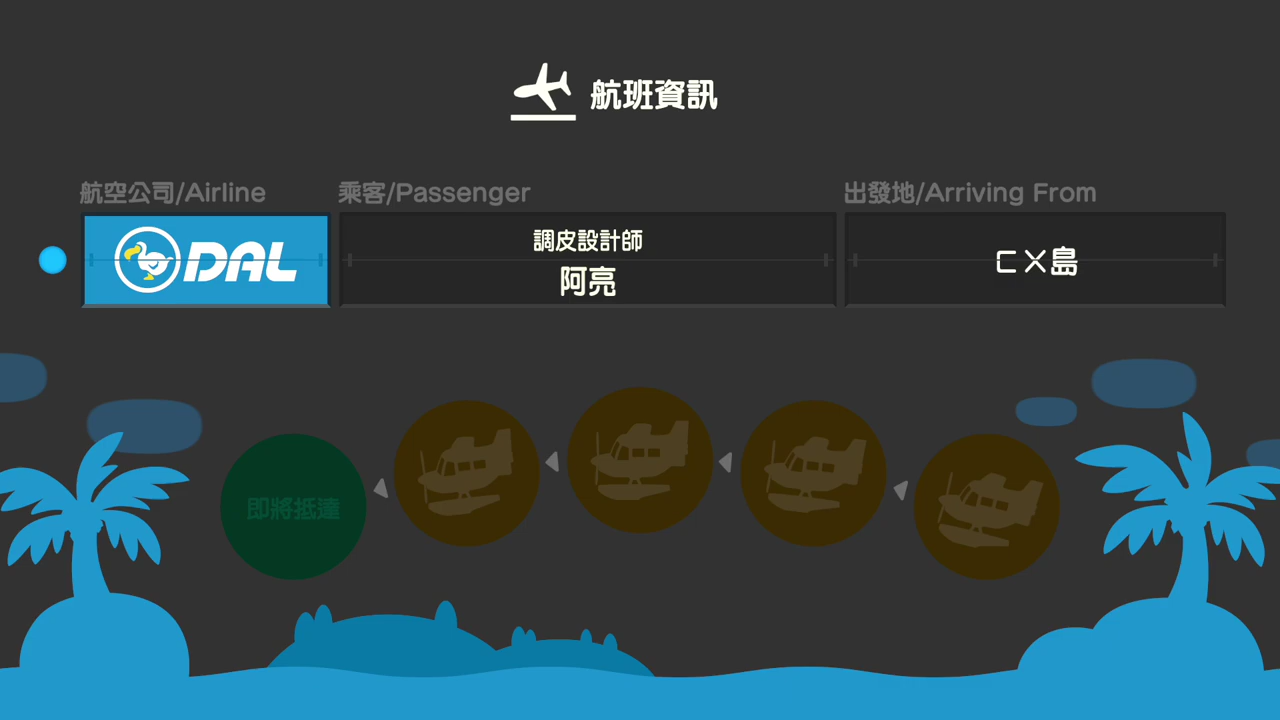 航班資訊
航空公司/Airline
乘客/Passenger
出發地/Arriving From
DAL
調皮設計師
阿亮
ㄈㄨ島
即將抵達